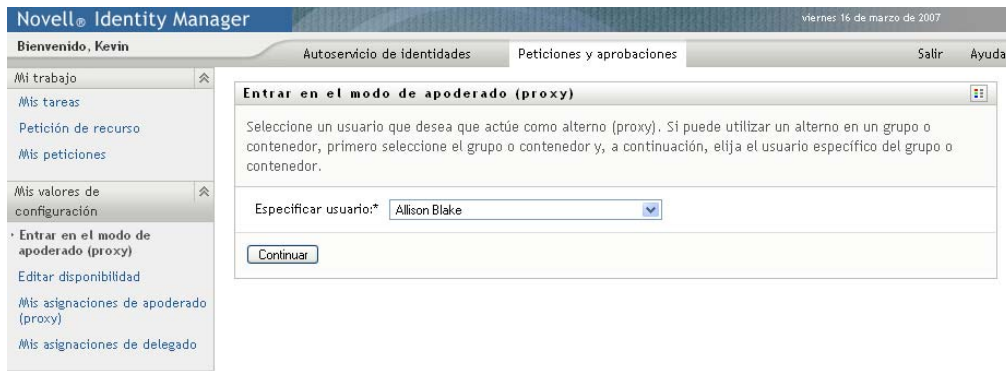 Novell® Identity Manager
viernes 16 de marzo de 2007
Bienvenido, Kevin
Autoservicio de identidades
Peticiones y aprobaciones
Salir
Ayuda
Mi trabajo
Mis tareas
Petición de recurso
Mis peticiones
Mis valores de
configuración
Entrar en el modo de
apoderado (proxy)
Editar disponibilidad
Mis asignaciones de apoderado
(proxy)
Mis asignaciones de delegado
Entrar en el modo de apoderado (proxy)
Seleccione un usuario que desea que actúe como alterno (proxy). Si puede utilizar un alterno en un grupo o
contenedor, primero seleccione el grupo o contenedor y, a continuación, elija el usuario específico del grupo o
contenedor.
Especificar usuario:* Allison Blake
Continuar